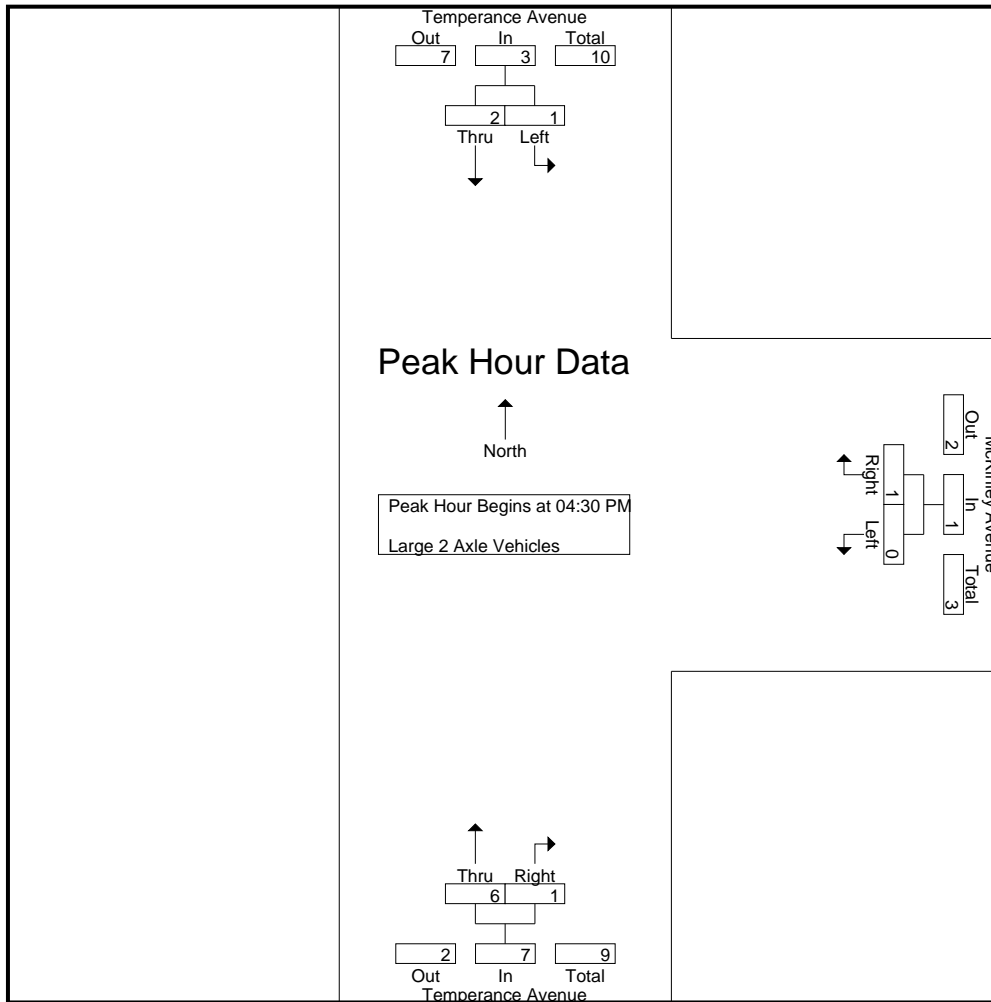 Temperance Avenue
Out In Total
7 3 10
2 1
Thru Left
Peak Hour Data
North
Peak Hour Begins at 04:30 PM
Large 2 Axle Vehicles
McKinley Avenue
Out In Total
2 1 3
1 0
Right Left
Thru Right
6 1
2 7 9
Out In Total
Temperance Avenue